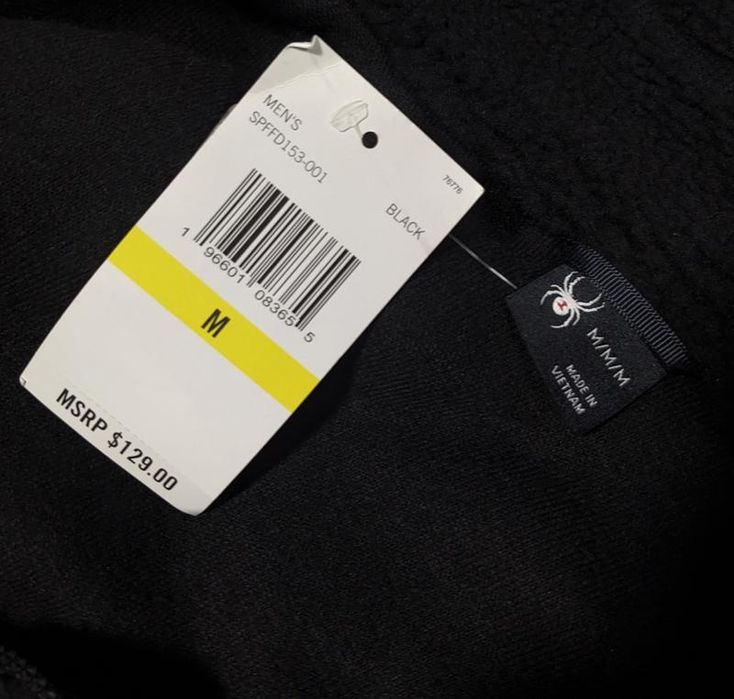 MEN'S
SPFFD153-001
76776
BLACK
1 96601 08365 5
M
MSRP $129.00
M/M/M
MADE IN
VIETNAM